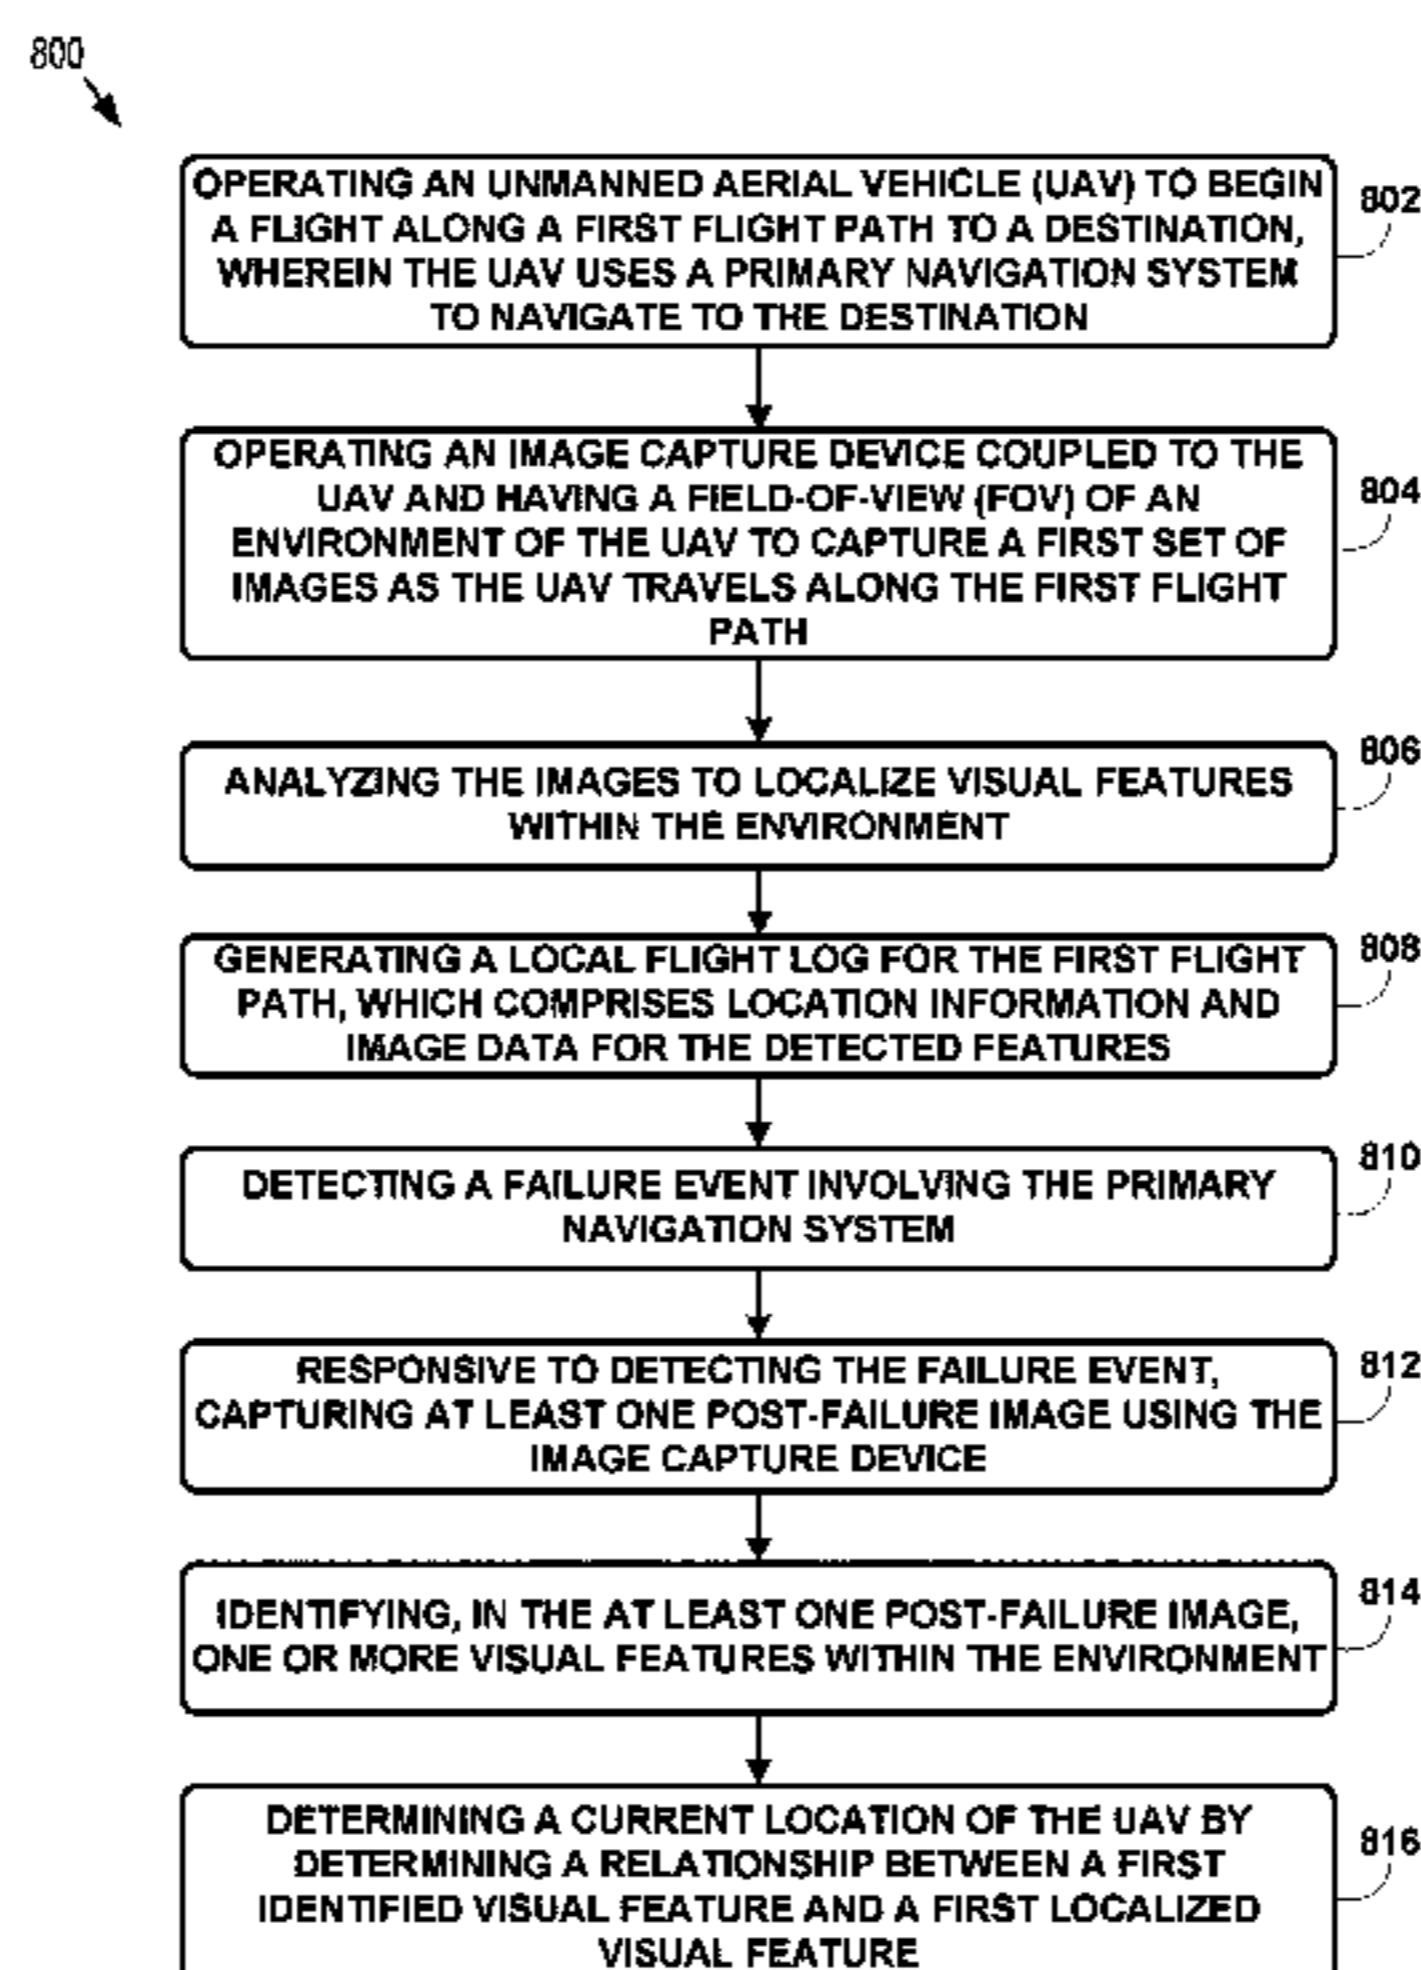 800
OPERATING AN UNMANNED AERIAL VEHICLE (UAV) TO BEGIN
A FLIGHT ALONG A FIRST FLIGHT PATH TO A DESTINATION,
WHEREIN THE UAV USES A PRIMARY NAVIGATION SYSTEM
TO NAVIGATE TO THE DESTINATION
802
OPERATING AN IMAGE CAPTURE DEVICE COUPLED TO THE
UAV AND HAVING A FIELD-OF-VIEW (FOV) OF AN
ENVIRONMENT OF THE UAV TO CAPTURE A FIRST SET OF
IMAGES AS THE UAV TRAVELS ALONG THE FIRST FLIGHT
PATH
804
ANALYZING THE IMAGES TO LOCALIZE VISUAL FEATURES
WITHIN THE ENVIRONMENT
806
GENERATING A LOCAL FLIGHT LOG FOR THE FIRST FLIGHT
PATH, WHICH COMPRISES LOCATION INFORMATION AND
IMAGE DATA FOR THE DETECTED FEATURES
808
DETECTING A FAILURE EVENT INVOLVING THE PRIMARY
NAVIGATION SYSTEM
810
RESPONSIVE TO DETECTING THE FAILURE EVENT,
CAPTURING AT LEAST ONE POST-FAILURE IMAGE USING THE
IMAGE CAPTURE DEVICE
812
IDENTIFYING, IN THE AT LEAST ONE POST-FAILURE IMAGE,
ONE OR MORE VISUAL FEATURES WITHIN THE ENVIRONMENT
814
DETERMINING A CURRENT LOCATION OF THE UAV BY
DETERMINING A RELATIONSHIP BETWEEN A FIRST
IDENTIFIED VISUAL FEATURE AND A FIRST LOCALIZED
VISUAL FEATURE
816